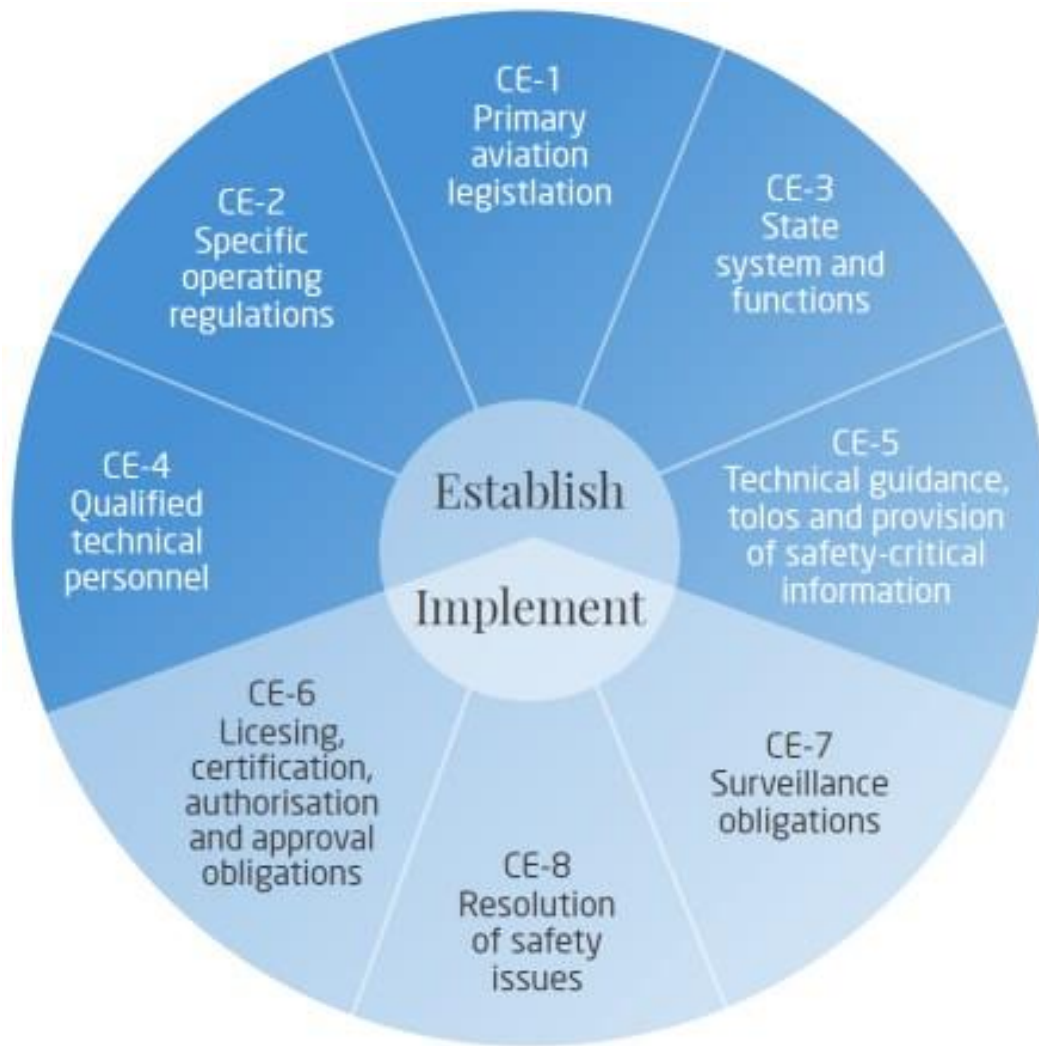 CE-1
Primary
aviation
legistlation
CE-2
Specific
operating
regulations
CE-3
State
system and
functions
CE-4
Qualified
technical
personnel
CE-5
Technical guidance,
tolos and provision
of safety-critical
information
Establish
Implement
CE-6
Licesing,
certification,
authorisation
and approval
obligations
CE-7
Surveillance
obligations
CE-8
Resolution
of safety
issues